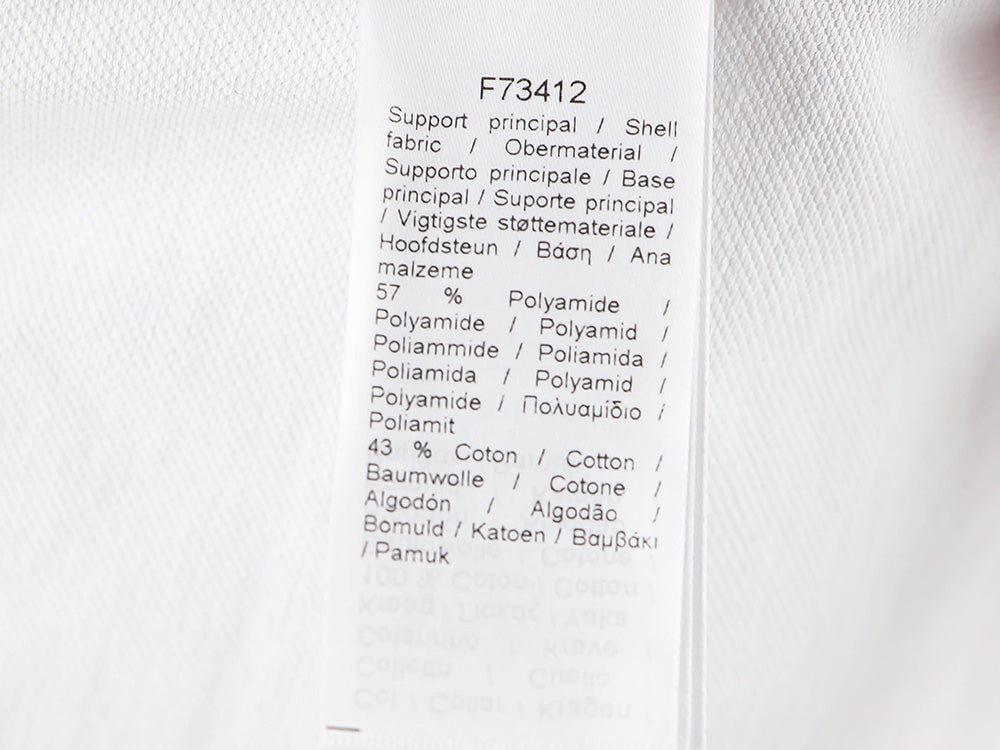 F73412
Support principal / Shell
fabric / Obermaterial /
Supporto principale / Base
principal / Suporte principal
/ Vigtigste støttemateriale /
Hoofdsteun / Βάση / Ana
malzeme
57 % Polyamide /
Polyamide / Polyamid /
Poliammide / Poliamida /
Poliamida / Polyamid /
Polyamide / Πολυαμίδιο /
Poliamit
43 % Coton / Cotton /
Baumwolle / Cotone /
Algodón / Algodão /
Bomuld / Katoen / Βαμβάκι
/ Pamuk